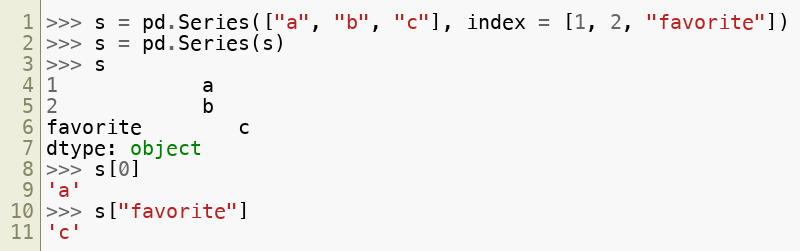 1 >>> s = pd.Series(["a", "b", "c"], index = [1, 2, "favorite"])
2 >>> s = pd.Series(s)
3 >>> s
4 1            a
5 2            b
6 favorite        c
7 dtype: object
8 >>> s[0]
9 'a'
10 >>> s["favorite"]
11 'c'